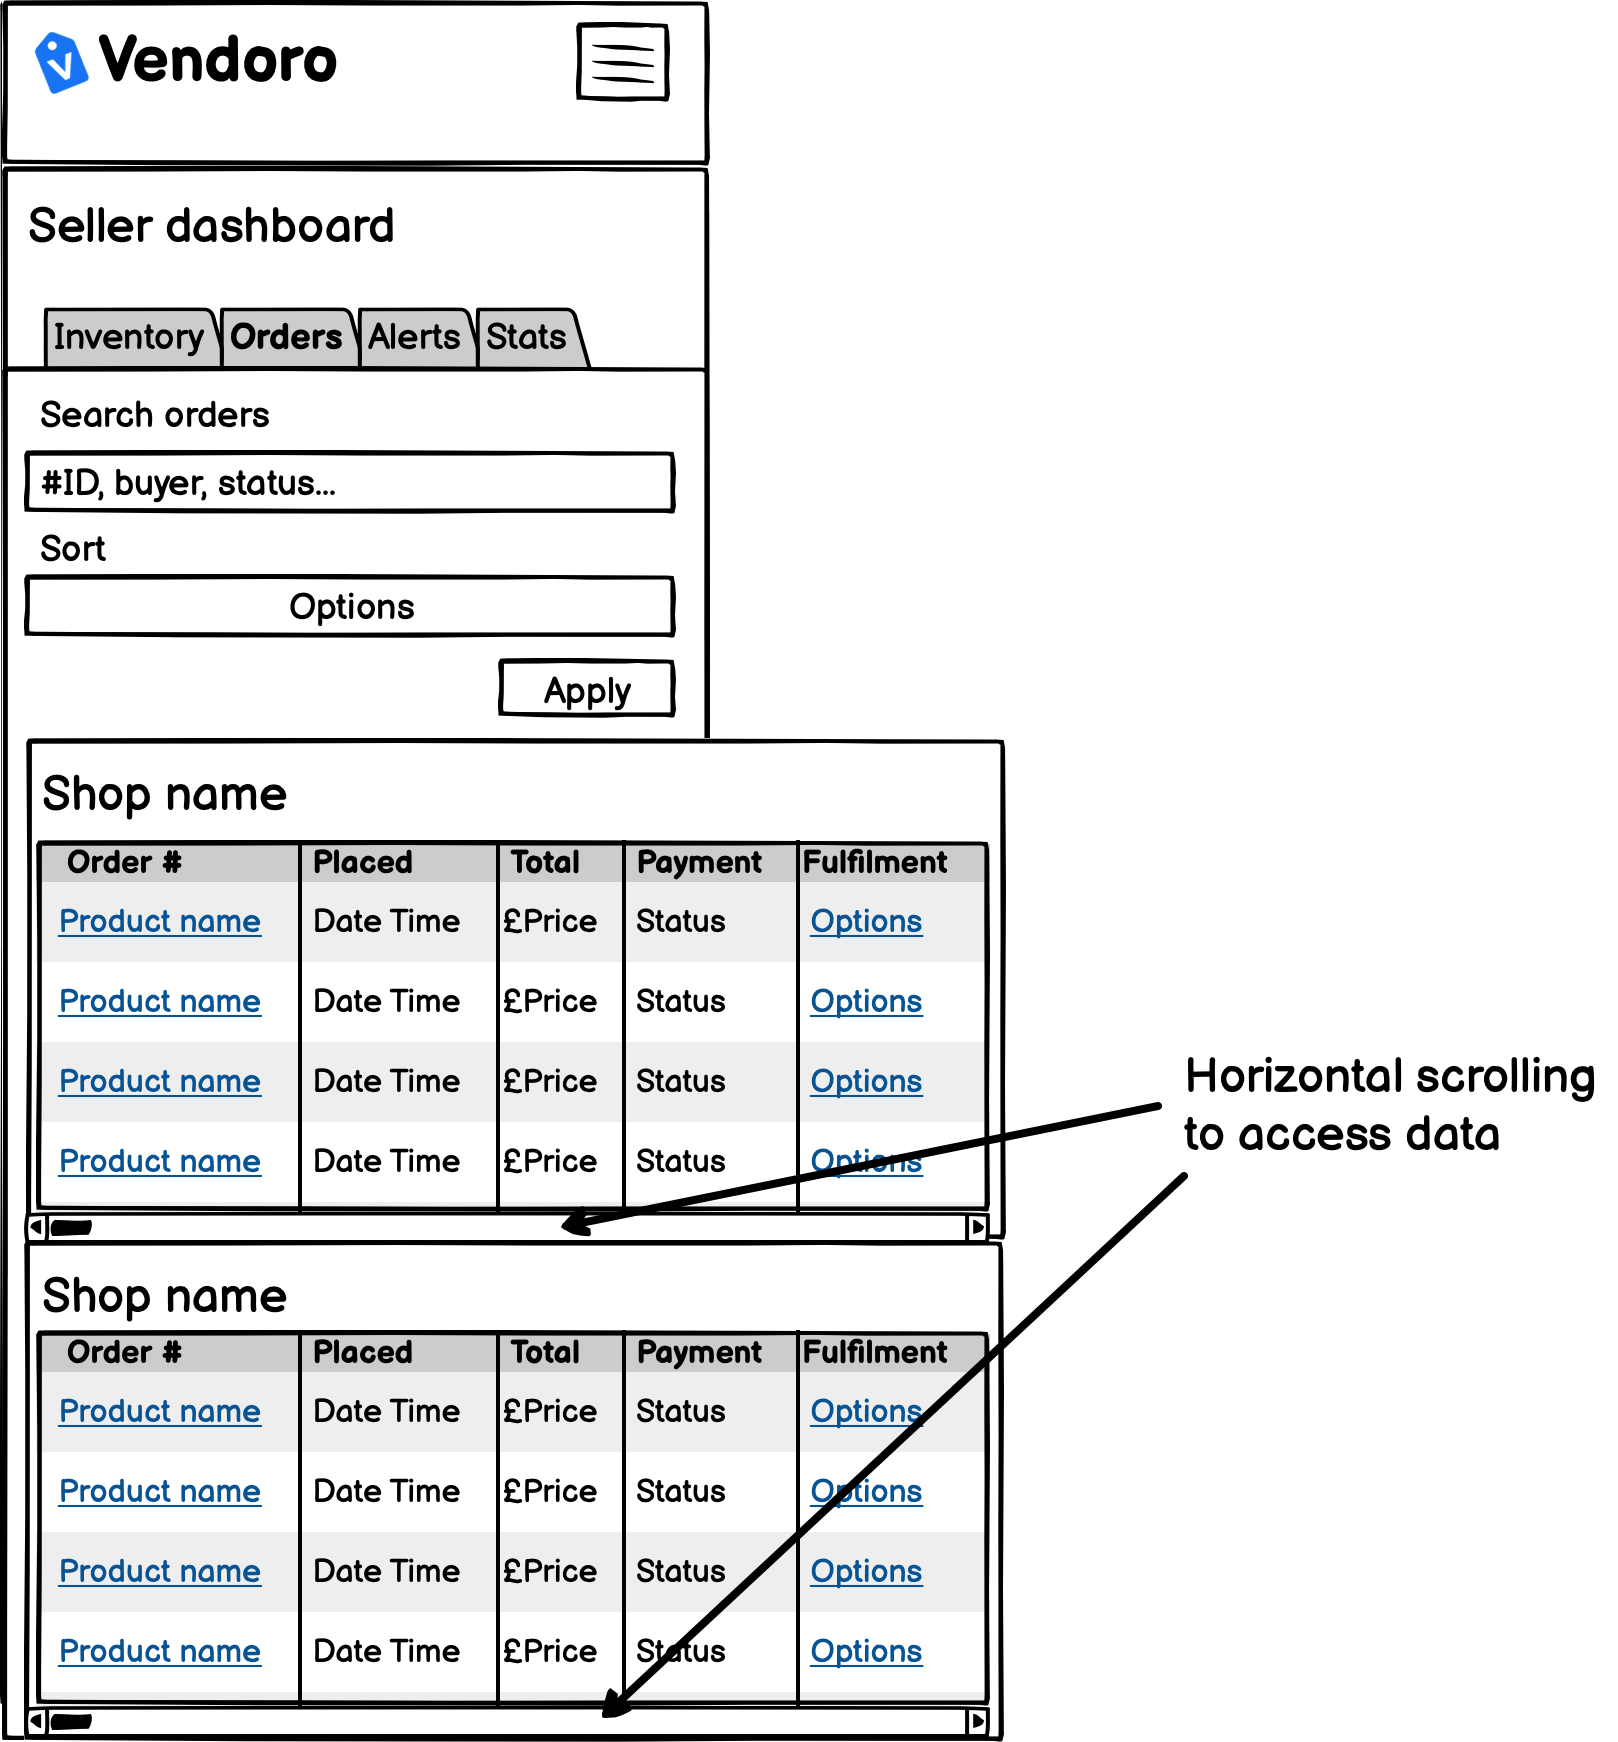 Vendoro
Seller dashboard
Inventory Orders Alerts Stats
Search orders
#ID, buyer, status...
Sort
Options
Apply
Shop name
Order # Placed Total Payment Fulfilment
Product name Date Time £Price Status Options
Product name Date Time £Price Status Options
Product name Date Time £Price Status Options
Product name Date Time £Price Status Options
Horizontal scrolling
to access data
Shop name
Order # Placed Total Payment Fulfilment
Product name Date Time £Price Status Options
Product name Date Time £Price Status Options
Product name Date Time £Price Status Options
Product name Date Time £Price Status Options